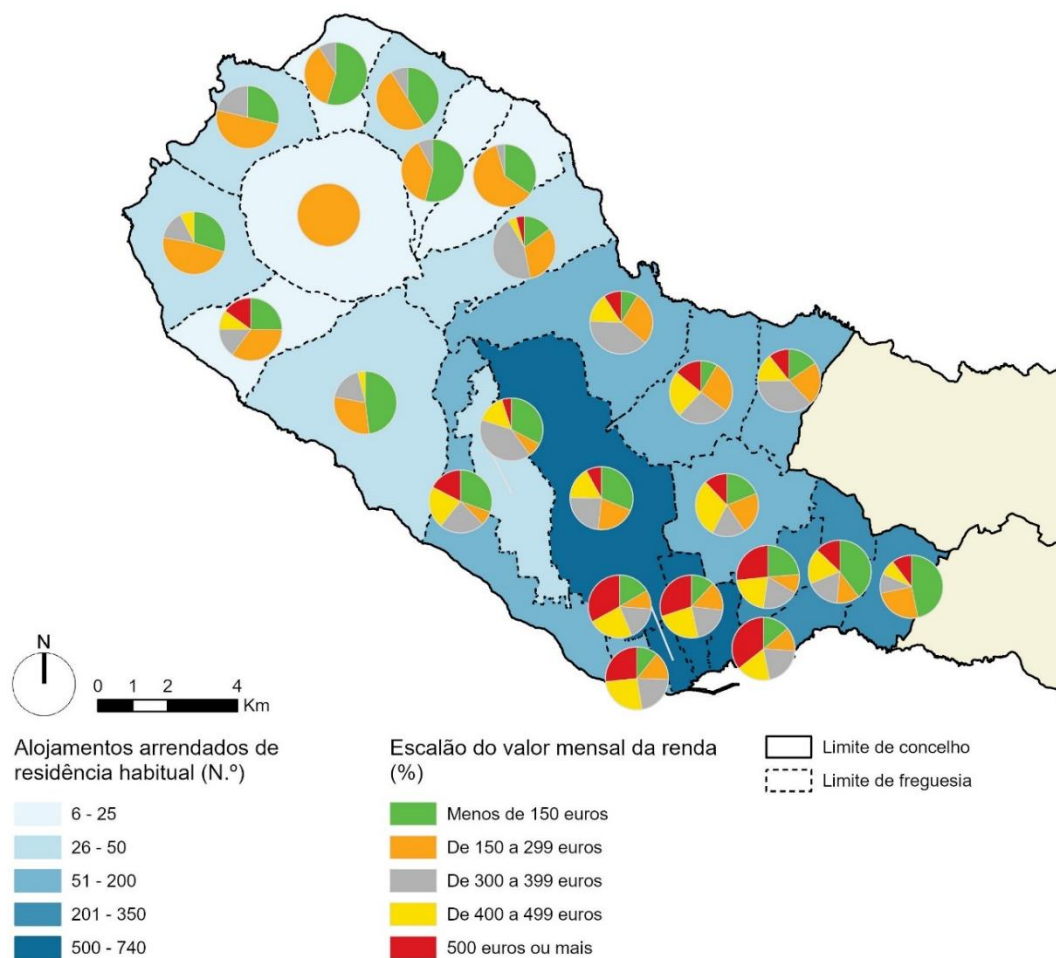 N
0 1 2 4
Km
Alojamentos arrendados de
residência habitual (N.º)
6 - 25
26 - 50
51 - 200
201 - 350
500 - 740
Escalão do valor mensal da renda
(%)
Menos de 150 euros
De 150 a 299 euros
De 300 a 399 euros
De 400 a 499 euros
500 euros ou mais
Limite de concelho
Limite de freguesia